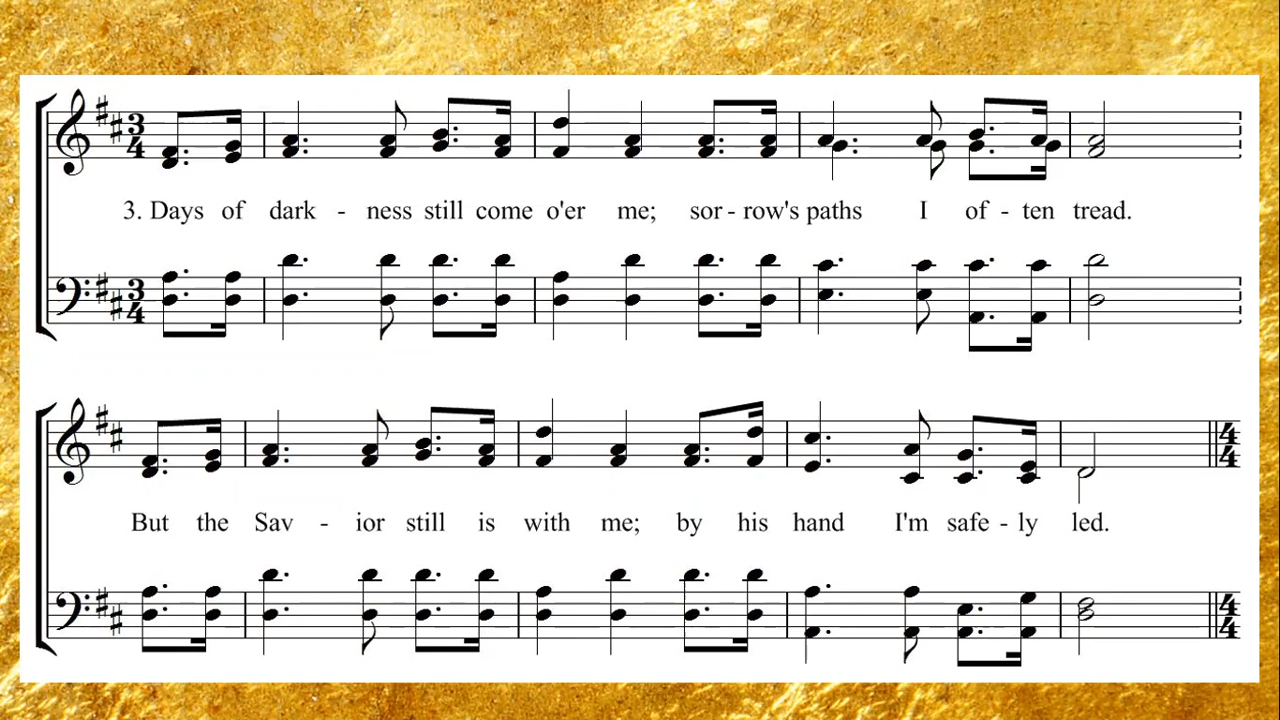 3. Days of dark - ness still come o'er me; sor - row's paths I of - ten tread.
But the Sav - ior still is with me; by his hand I'm safe - ly led.